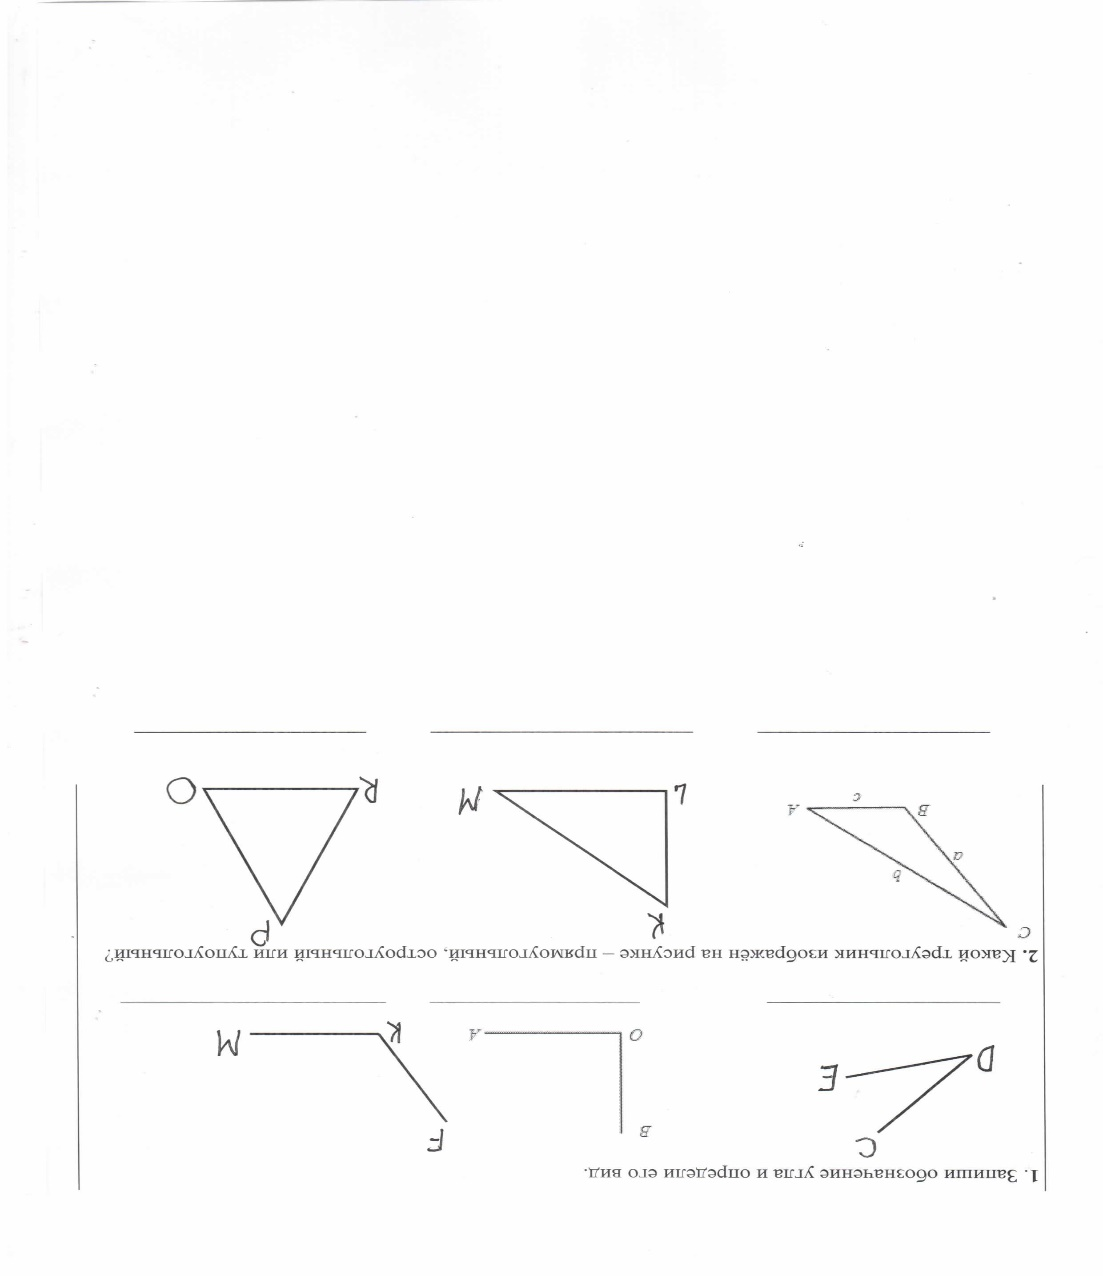 1. Запиши обозначение угла и определи его вид.
C B F
D E O A K M
2. Какой треугольник изображён на рисунке – прямоугольный, остроугольный или тупоугольный?
C K P
a b
B c A L M R O